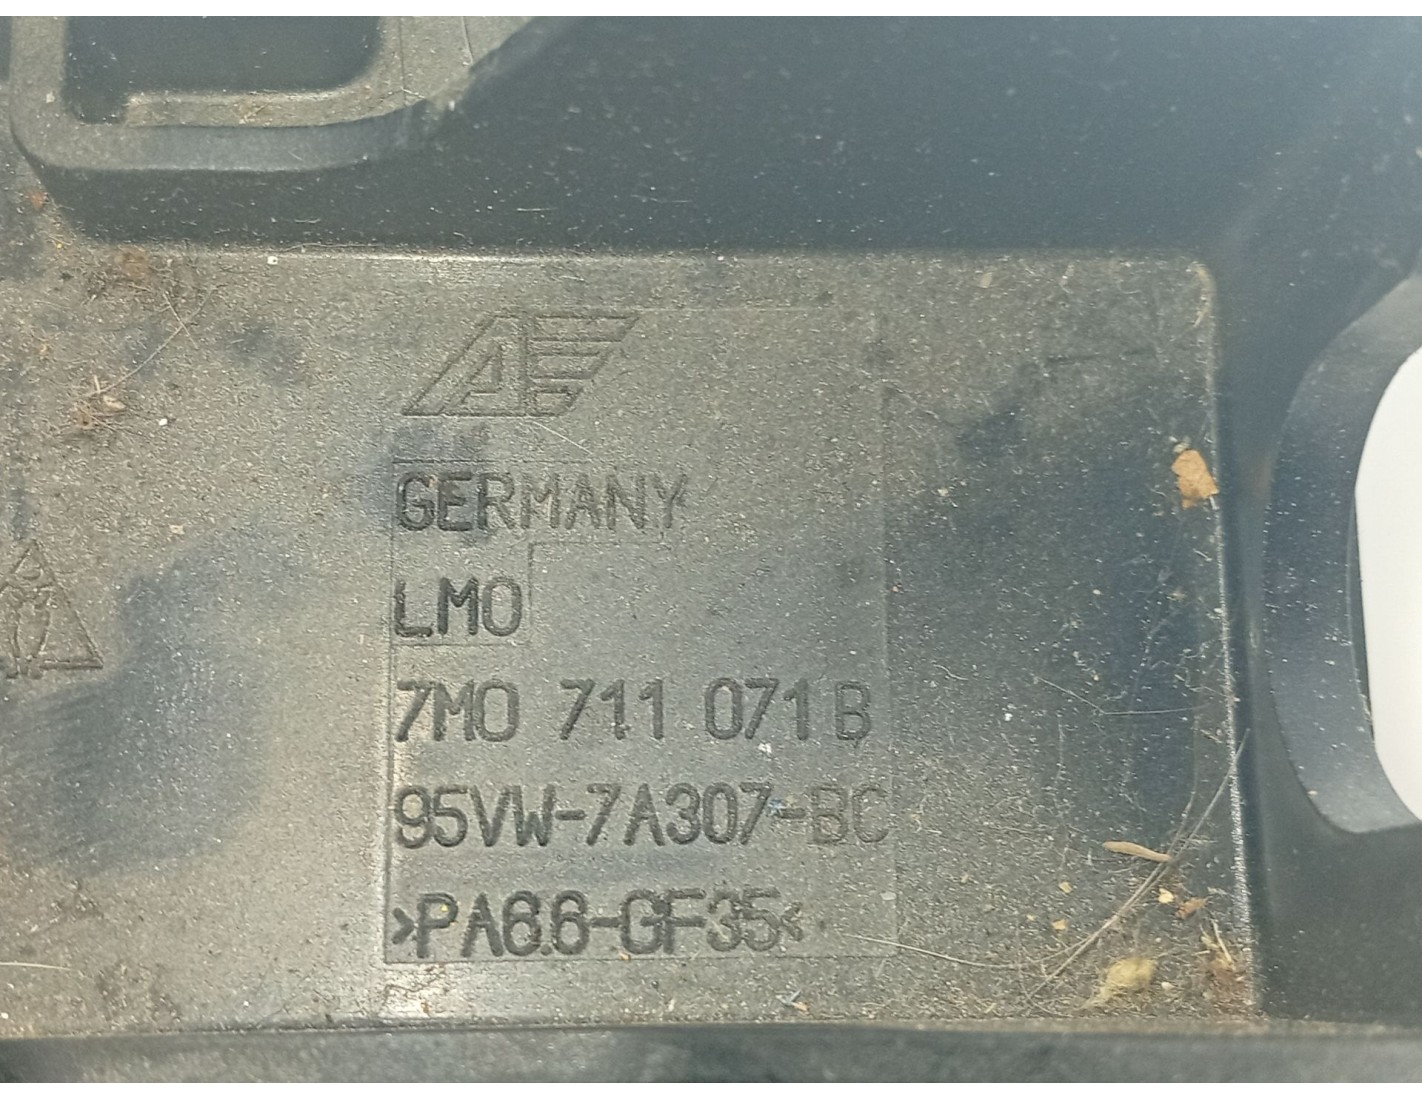 GERMANY
LMO
7M0 711 071 B
95VW-7A307-BC
>PA6.6-GF35<